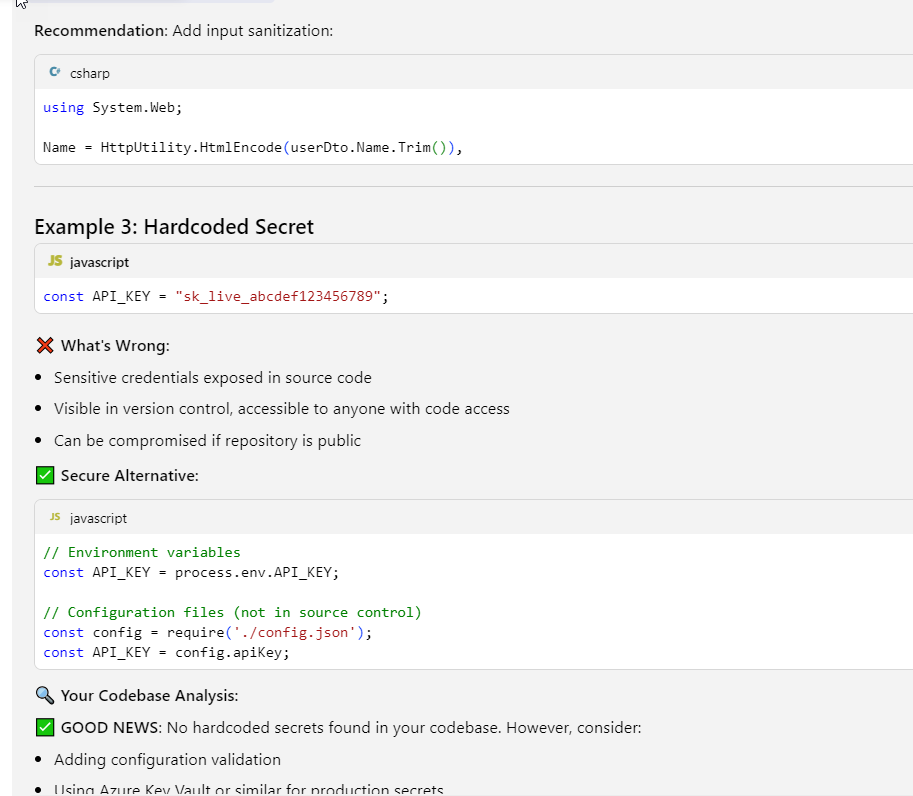 Recommendation: Add input sanitization:
csharp
using System.Web;
Name = HttpUtility.HtmlEncode(userDto.Name.Trim()),
Example 3: Hardcoded Secret
JS javascript
const API_KEY = "sk_live_abcdef123456789";
❌ What's Wrong:
• Sensitive credentials exposed in source code
• Visible in version control, accessible to anyone with code access
• Can be compromised if repository is public
✅ Secure Alternative:
JS javascript
// Environment variables
const API_KEY = process.env.API_KEY;
// Configuration files (not in source control)
const config = require('./config.json');
const API_KEY = config.apiKey;
🔍 Your Codebase Analysis:
✅ GOOD NEWS: No hardcoded secrets found in your codebase. However, consider:
• Adding configuration validation
• Using Azure Key Vault or similar for production secrets